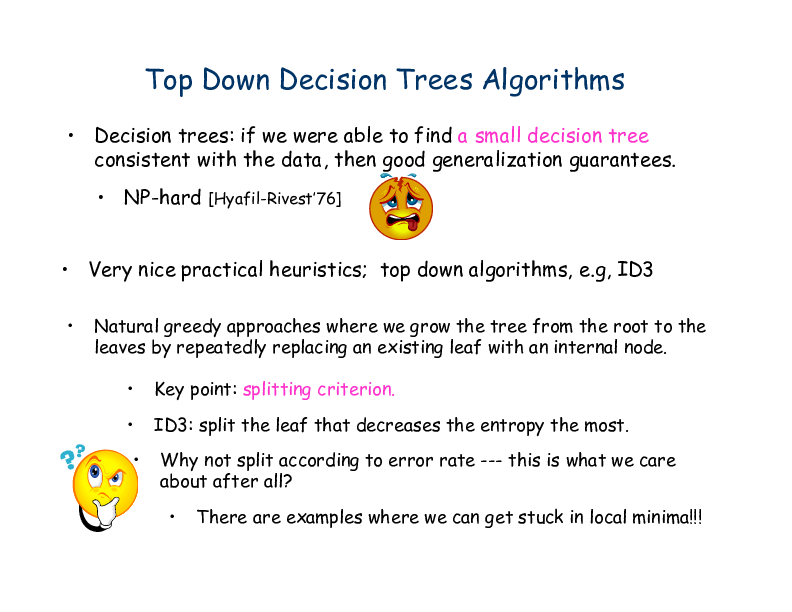 Top Down Decision Trees Algorithms
• Decision trees: if we were able to find a small decision tree
consistent with the data, then good generalization guarantees.
• NP-hard [Hyafil-Rivest'76]
• Very nice practical heuristics; top down algorithms, e.g, ID3
• Natural greedy approaches where we grow the tree from the root to the
leaves by repeatedly replacing an existing leaf with an internal node.
• Key point: splitting criterion.
• ID3: split the leaf that decreases the entropy the most.
• Why not split according to error rate --- this is what we care
about after all?
• There are examples where we can get stuck in local minima!!!
??